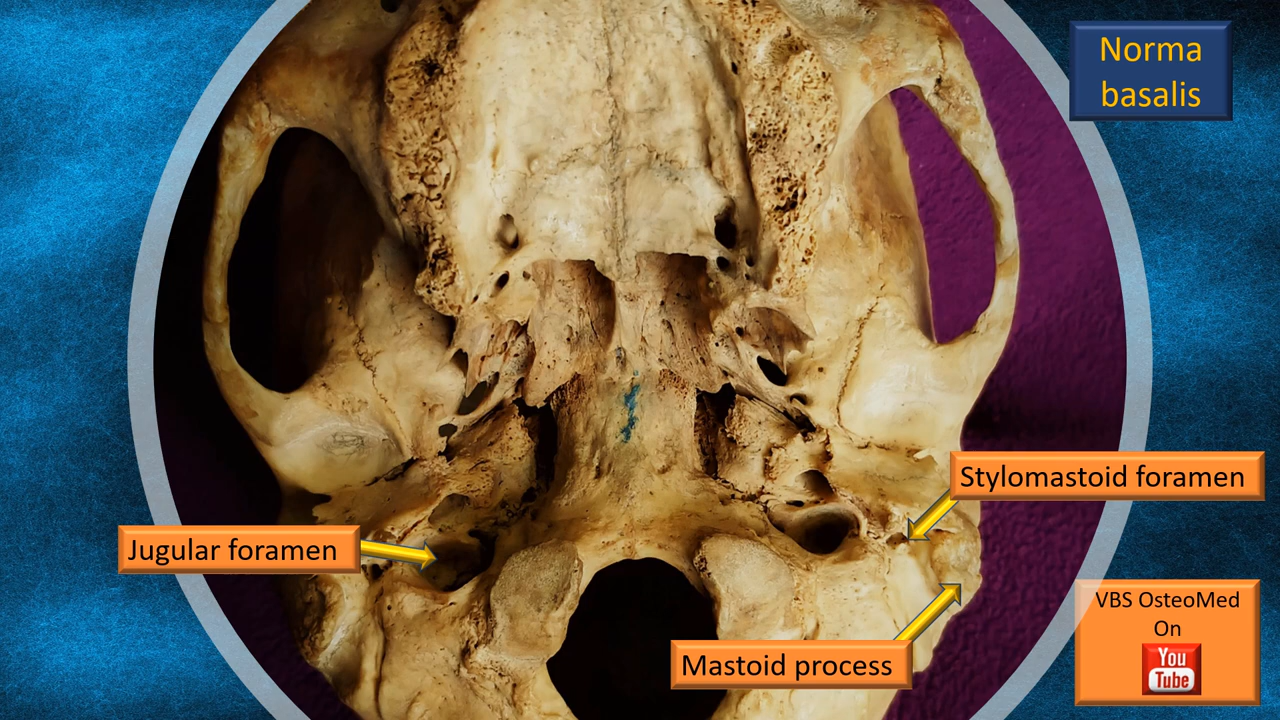 Norma
basalis
Stylomastoid foramen
Jugular foramen
VBS OsteoMed
On
You
Tube
Mastoid process